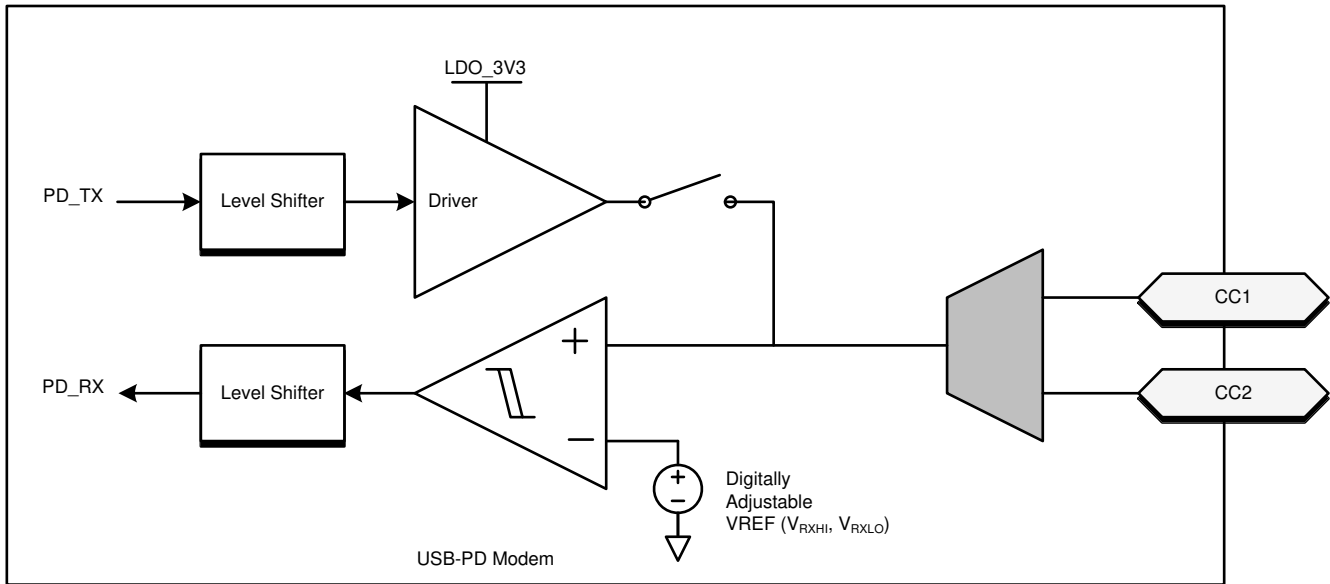 LDO_3V3
PD_TX
Level Shifter
Driver
CC1
+
PD_RX
Level Shifter
CC2
−
+
−
Digitally
Adjustable
VREF (VRXHI, VRXLO)
USB-PD Modem